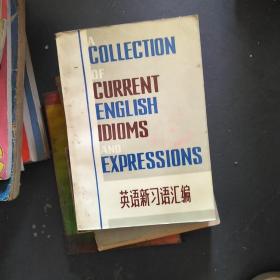 A
COLLECTION
OF
CURRENT
ENGLISH
IDIOMS
AND
EXPRESSIONS
英语新习语汇编